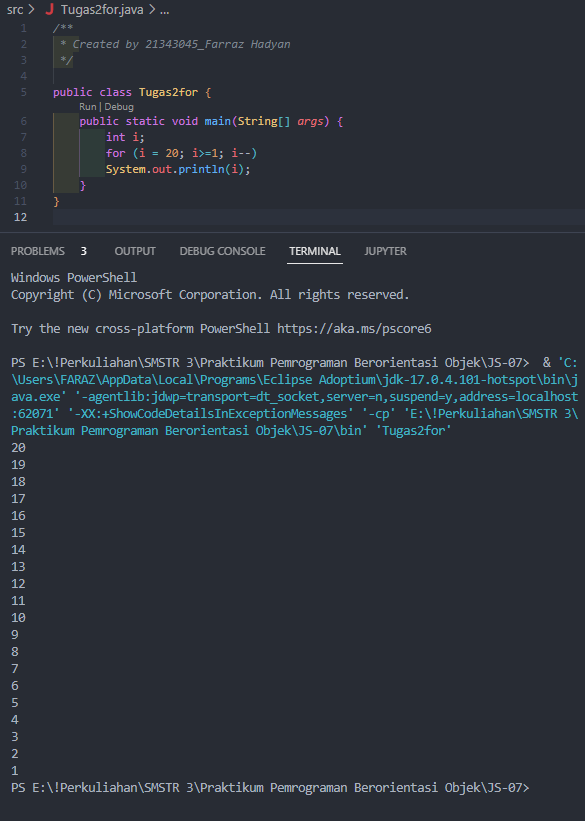 src > J Tugas2for.java > ...
1 /**
2 * Created by 21343045_Farraz Hadyan
3 */
4
5 public class Tugas2for {
Run | Debug
6 public static void main(String[] args) {
7 int i;
8 for (i = 20; i>=1; i--)
9 System.out.println(i);
10 }
11 }
12
PROBLEMS 3 OUTPUT DEBUG CONSOLE TERMINAL JUPYTER
Windows PowerShell
Copyright (C) Microsoft Corporation. All rights reserved.
Try the new cross-platform PowerShell https://aka.ms/pscore6
PS E:\!Perkuliahan\SMSTR 3\Praktikum Pemrograman Berorientasi Objek\JS-07> & 'C:
\Users\FARAZ\AppData\Local\Programs\Eclipse Adoptium\jdk-17.0.4.101-hotspot\bin\j
ava.exe' '-agentlib:jdwp=transport=dt_socket,server=n,suspend=y,address=localhost
:62071' '-XX:+ShowCodeDetailsInExceptionMessages' '-cp' 'E:\!Perkuliahan\SMSTR 3\
Praktikum Pemrograman Berorientasi Objek\JS-07\bin' 'Tugas2for'
20
19
18
17
16
15
14
13
12
11
10
9
8
7
6
5
4
3
2
1
PS E:\!Perkuliahan\SMSTR 3\Praktikum Pemrograman Berorientasi Objek\JS-07>